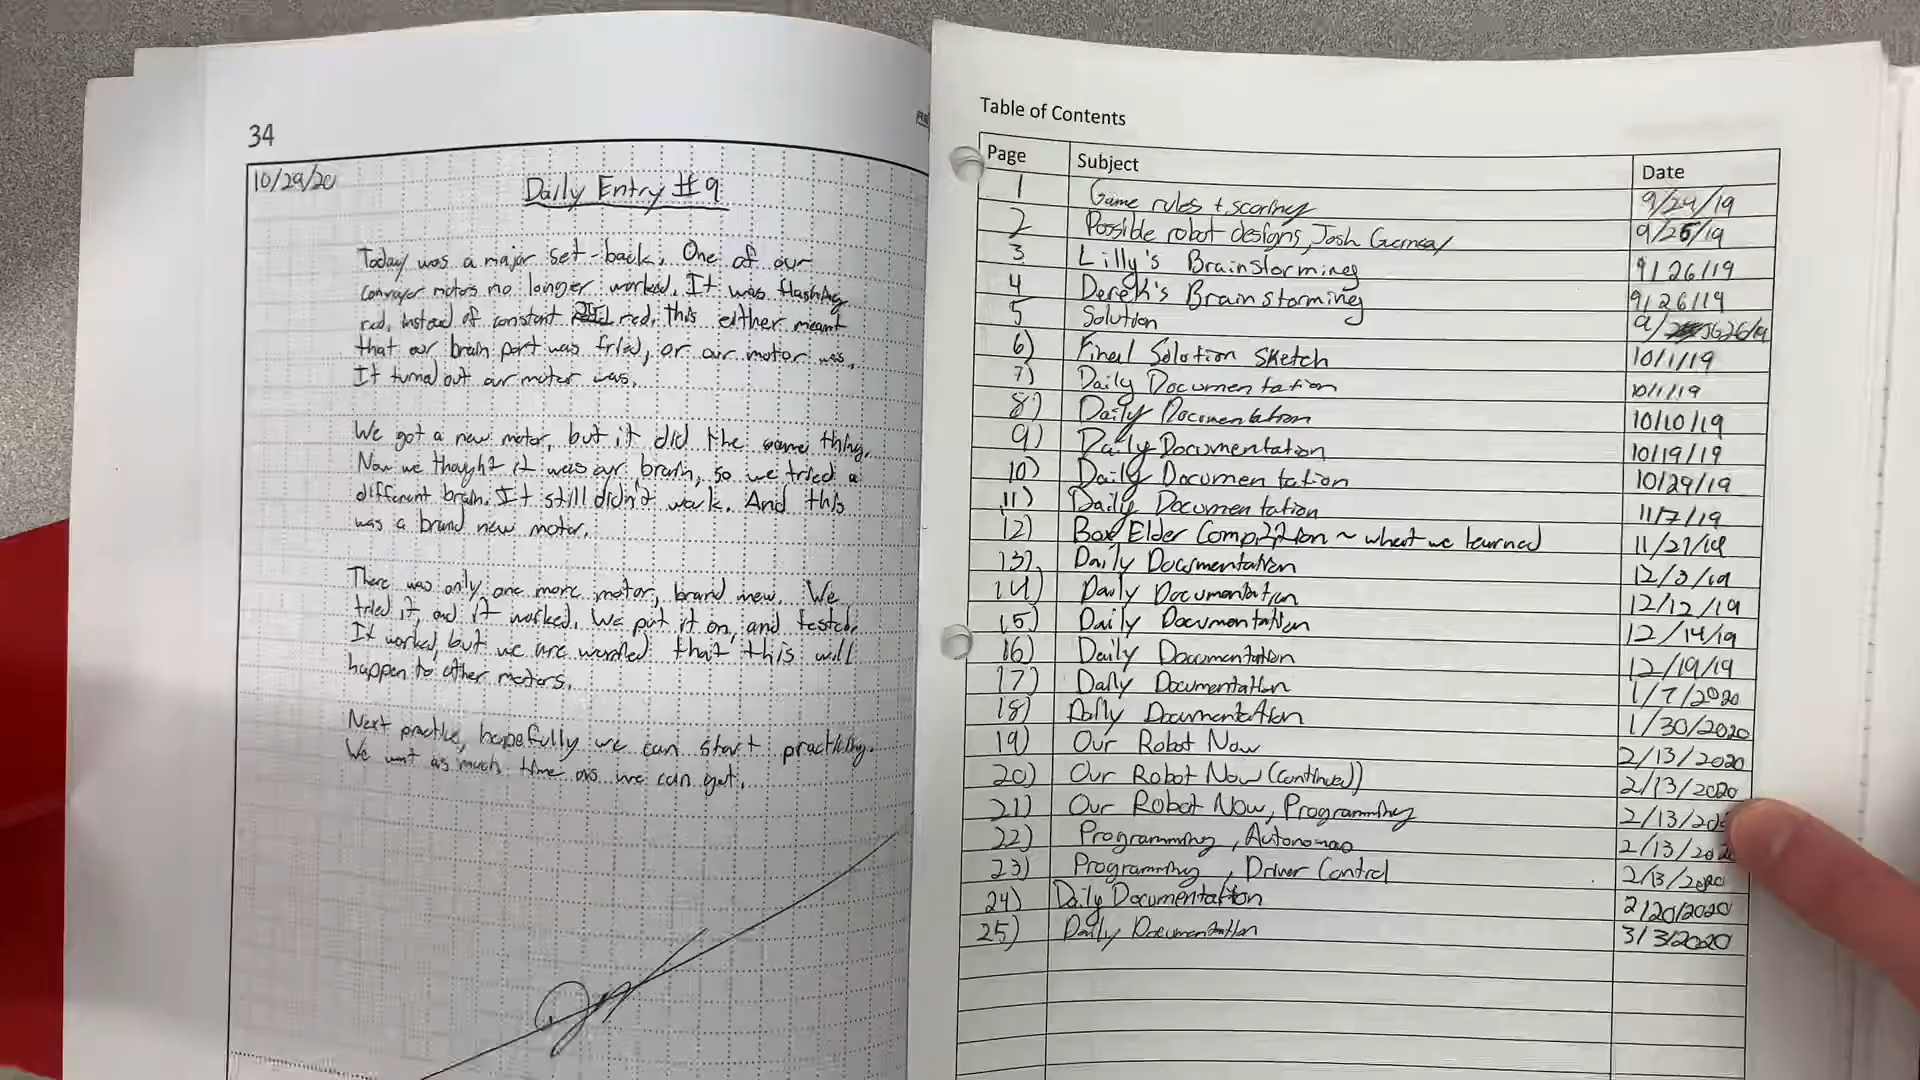 34
10/29/20
Daily Entry #9
Today was a major set-back. One of our
conveyor motors no longer worked. It was flashing
red, instead of constant red. this either meant
that our brain port was fried, or our motor was.
It turned out our motor was.
We got a new motor, but it did the same thing.
Now we thought it was our brain, so we tried a
different brain. It still didn't work. And this
was a brand new motor.
There was only one more motor, brand new. We
tried it, and it worked. We put it on, and tested.
It worked, but we are worried that this will
happen to other motors.
Next practice, hopefully we can start practicing.
We want as much time as we can get.
Table of Contents
Page Subject Date
1 Game rules + scoring 9/24/19
2 Possible robot designs, Josh 9/25/19
3 Lilly's Brainstorming 9/26/19
4 Derek's Brainstorming 9/26/19
5 Solution 9/26/19
6) Final Solution Sketch 10/1/19
7) Daily Documentation 10/1/19
8) Daily Documentation 10/10/19
9) Daily Documentation 10/19/19
10) Daily Documentation 10/29/19
11) Daily Documentation 11/7/19
12) Box Elder ~ what we learned 11/21/19
13) Daily Documentation 12/3/19
14) Daily Documentation 12/12/19
15) Daily Documentation 12/14/19
16) Daily Documentation 12/19/19
17) Daily Documentation 1/7/2020
18) Daily Documentation 1/30/2020
19) Our Robot Now 2/13/2020
20) Our Robot Now (continued) 2/13/2020
21) Our Robot Now, Programming 2/13/20
22) Programming, Autonomao 2/13/202
23) Programming, Driver Control 2/13/2020
24) Daily Documentation 2/20/2020
25) Daily Documentation 3/3/2020